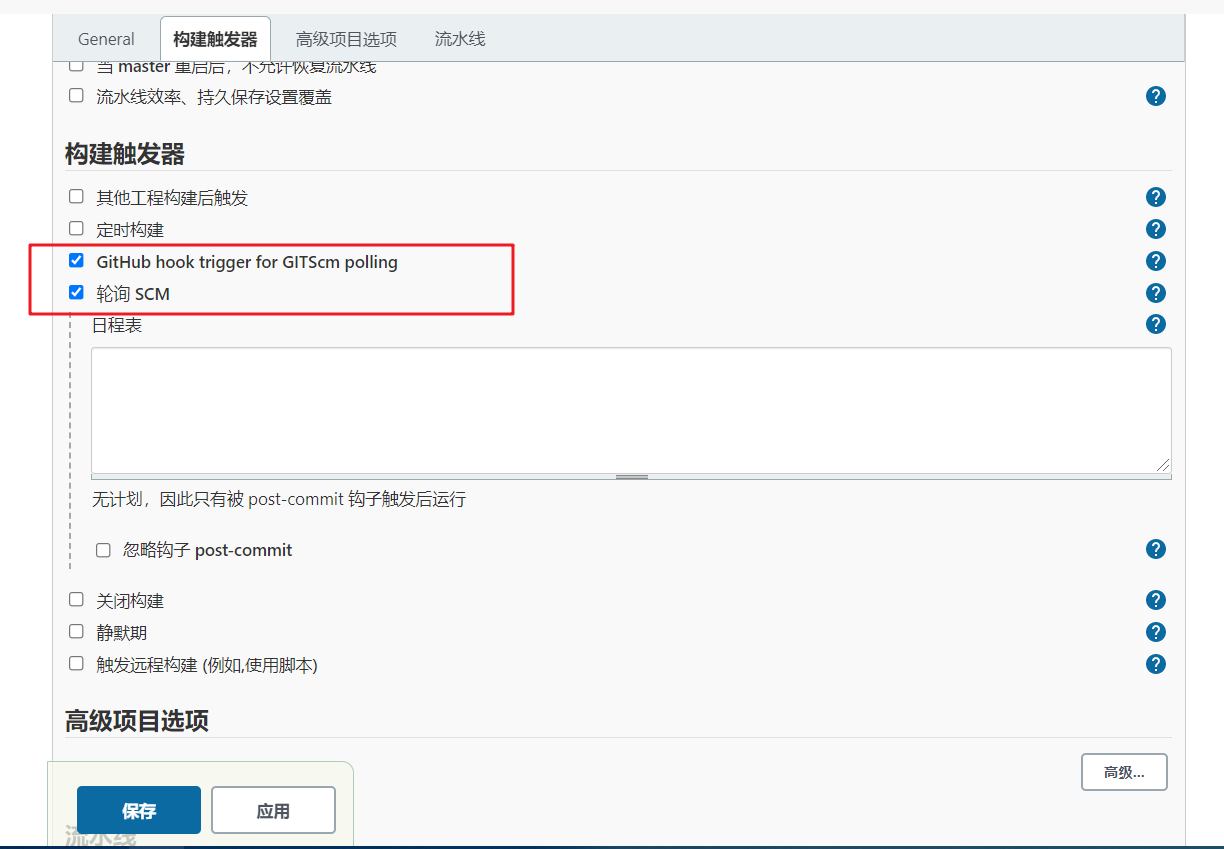 General 构建触发器 高级项目选项 流水线
当 master 重启后，不允许恢复流水线
流水线效率、持久保存设置覆盖
构建触发器
其他工程构建后触发
定时构建
GitHub hook trigger for GITScm polling
轮询 SCM
日程表
无计划，因此只有被 post-commit 钩子触发后运行
忽略钩子 post-commit
关闭构建
静默期
触发远程构建 (例如,使用脚本)
高级项目选项
高级...
保存 应用
流水线